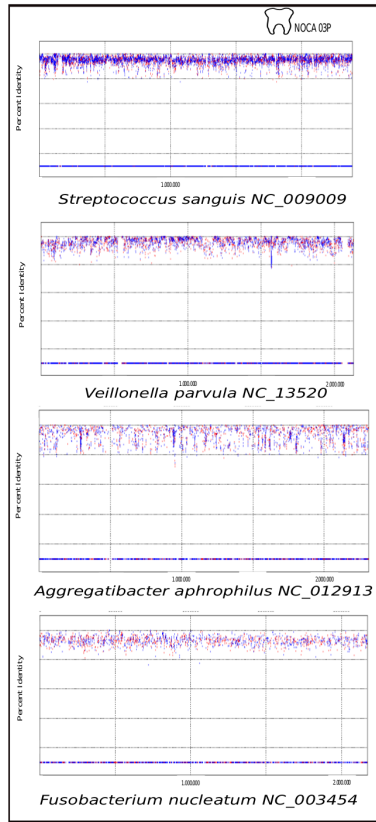 NOCA 03P
Percent Identity
1.000.000
Streptococcus sanguis NC_009009
Percent Identity
1.000.000 2.000.000
Veillonella parvula NC_13520
Percent Identity
1.000.000 2.000.000
Aggregatibacter aphrophilus NC_012913
Percent Identity
1.000.000 2.000.000
Fusobacterium nucleatum NC_003454